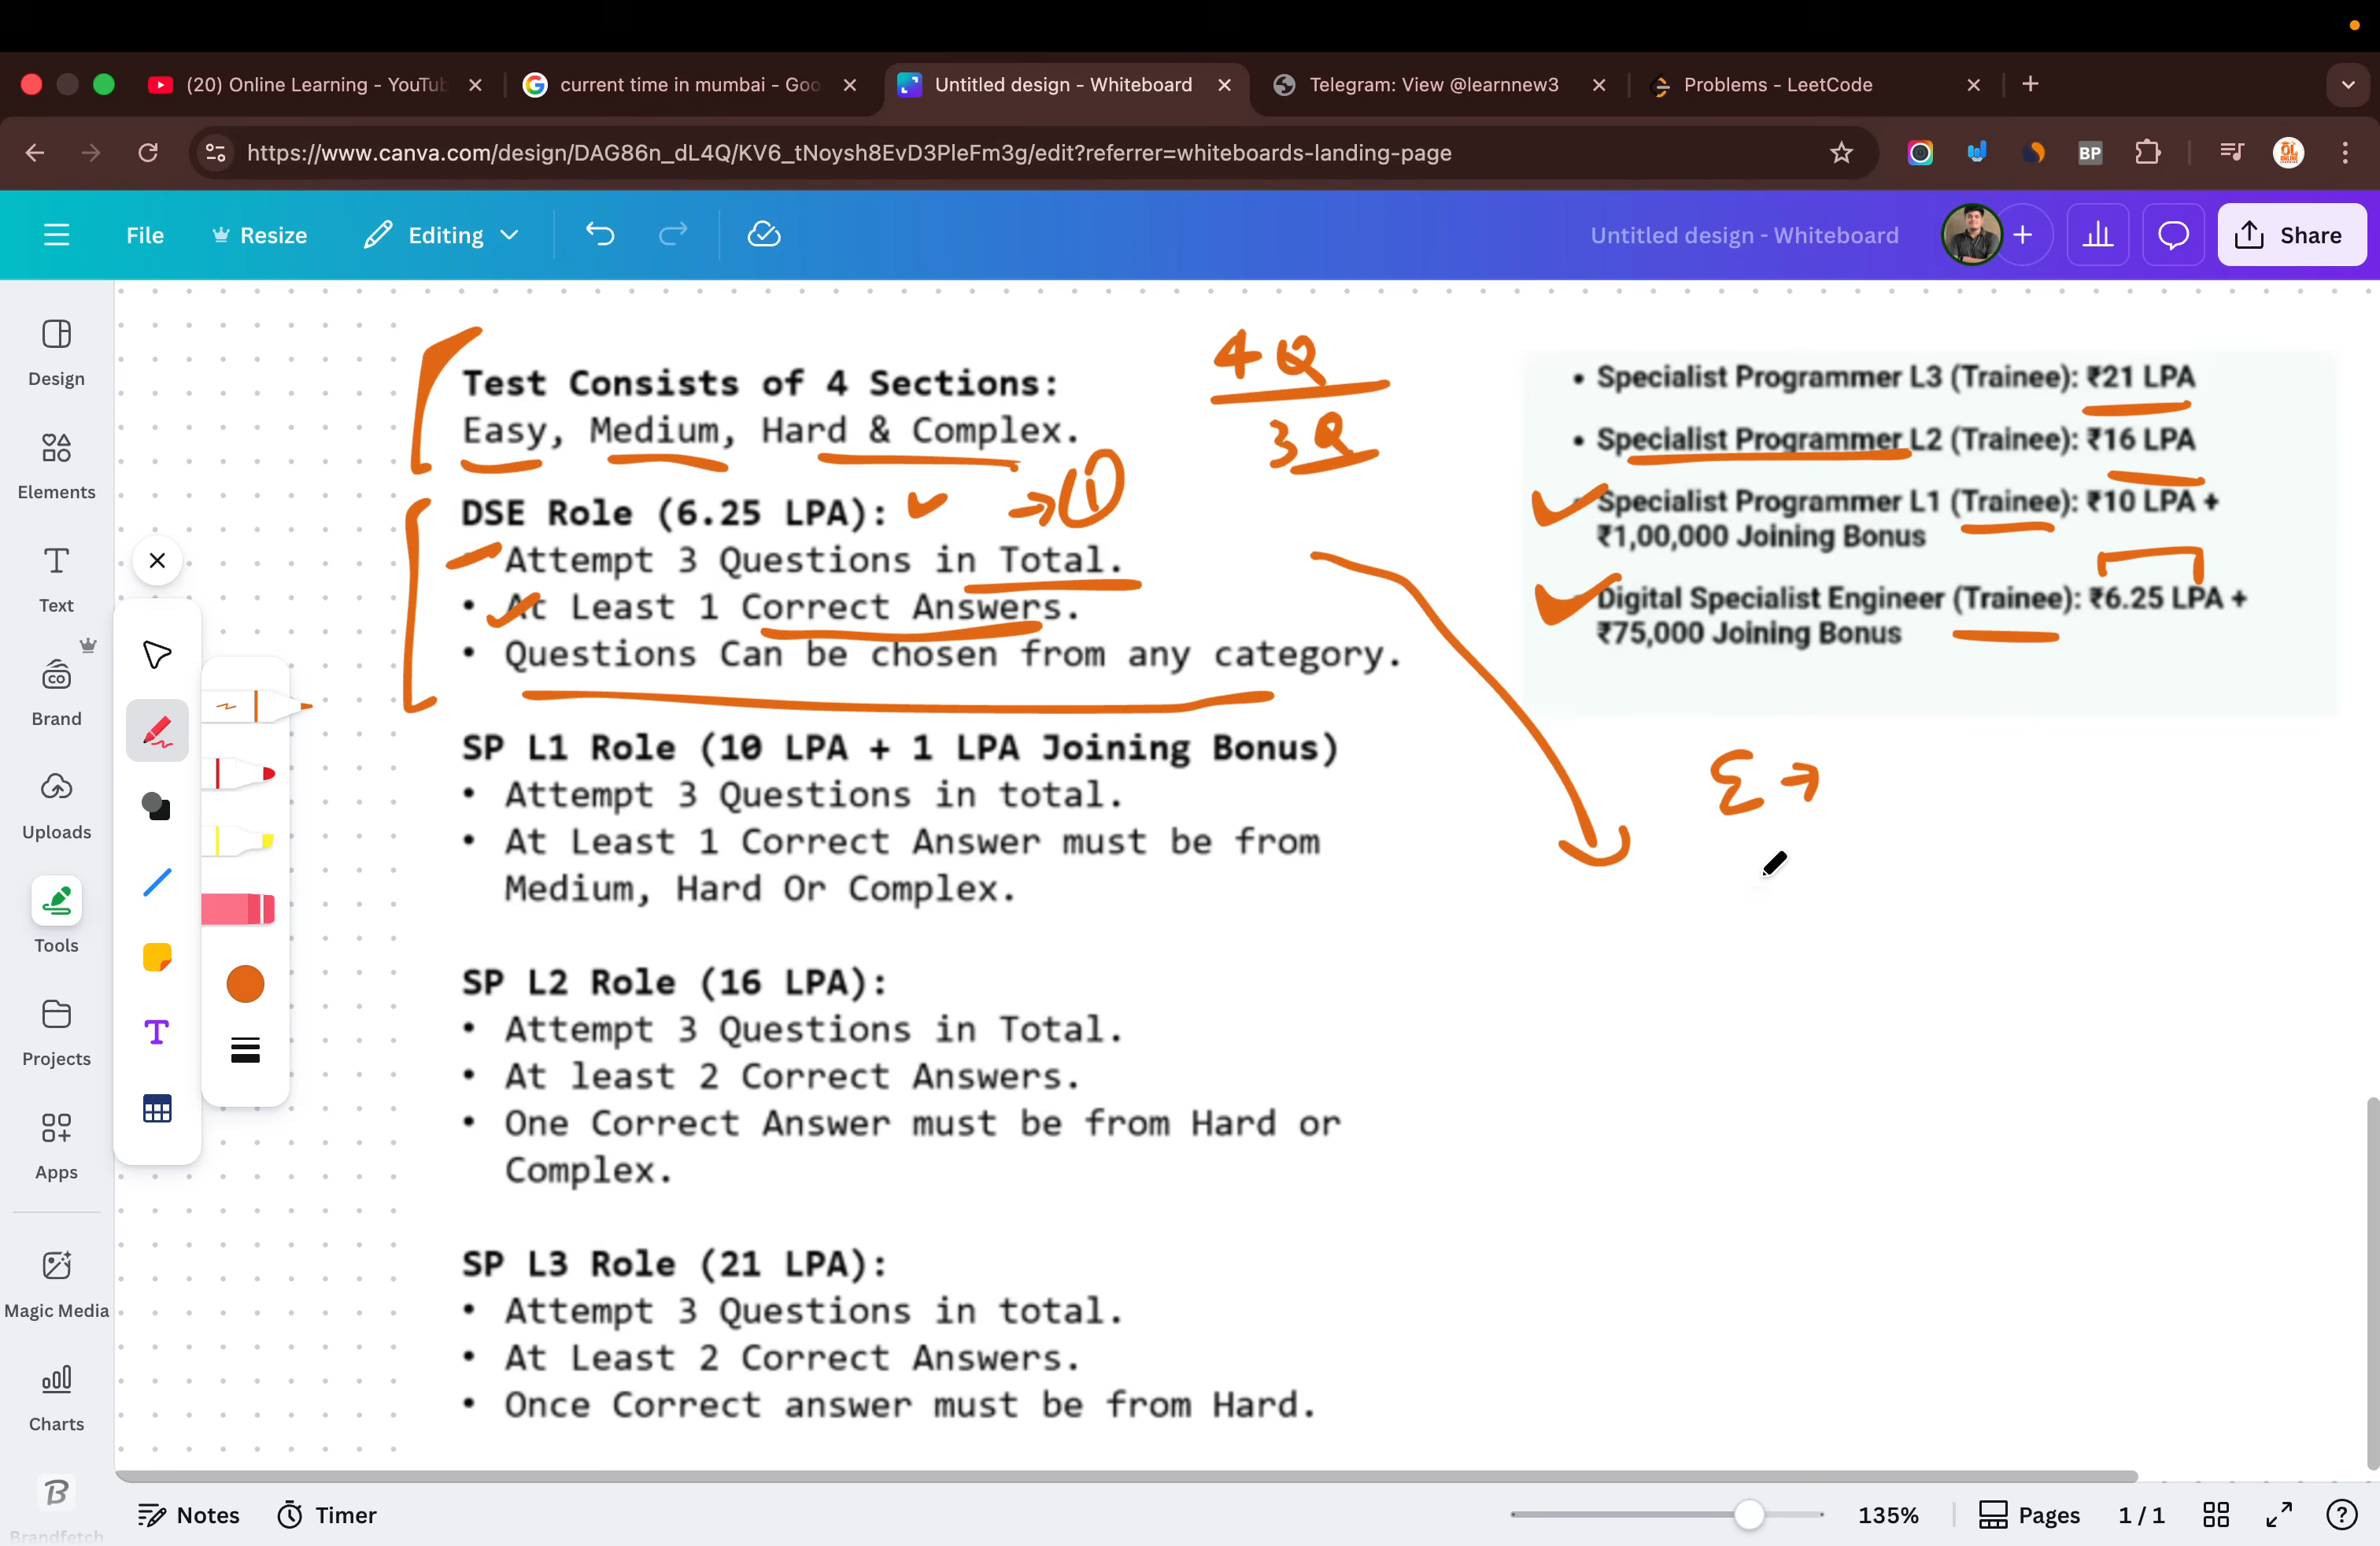 (20) Online Learning - YouTub
current time in mumbai - Goo
Untitled design - Whiteboard
Telegram: View @learnnew3
Problems - LeetCode
https://www.canva.com/design/DAG86n_dL4Q/KV6_tNoysh8EvD3PleFm3g/edit?referrer=whiteboards-landing-page
BP
File
Resize
Editing
Untitled design - Whiteboard
Share
Design
Elements
Text
Brand
Uploads
Tools
Projects
Apps
Magic Media
Charts
Brandfetch
Test Consists of 4 Sections:
Easy, Medium, Hard & Complex.
4 Q
3 Q
DSE Role (6.25 LPA):
→ 1
Attempt 3 Questions in Total.
• At Least 1 Correct Answers.
• Questions Can be chosen from any category.
SP L1 Role (10 LPA + 1 LPA Joining Bonus)
• Attempt 3 Questions in total.
• At Least 1 Correct Answer must be from
Medium, Hard Or Complex.
SP L2 Role (16 LPA):
• Attempt 3 Questions in Total.
• At least 2 Correct Answers.
• One Correct Answer must be from Hard or
Complex.
SP L3 Role (21 LPA):
• Attempt 3 Questions in total.
• At Least 2 Correct Answers.
• Once Correct answer must be from Hard.
• Specialist Programmer L3 (Trainee): ₹21 LPA
• Specialist Programmer L2 (Trainee): ₹16 LPA
Specialist Programmer L1 (Trainee): ₹10 LPA +
₹1,00,000 Joining Bonus
Digital Specialist Engineer (Trainee): ₹6.25 LPA +
₹75,000 Joining Bonus
E →
Notes
Timer
135%
Pages
1 / 1